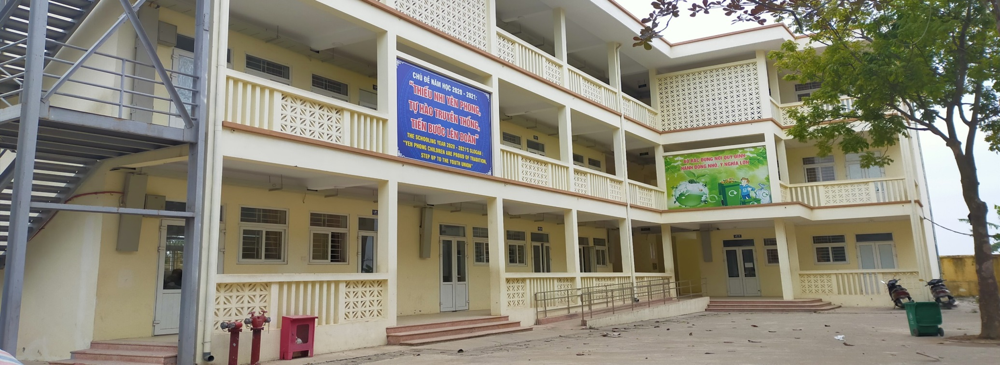 CHỦ ĐỀ NĂM HỌC 2020 - 2021:
"THIẾU NHI YÊN PHONG,
TỰ HÀO TRUYỀN THỐNG,
TIẾN BƯỚC LÊN ĐOÀN"
THE SCHOOLING YEAR 2020 - 2021'S SLOGAN :
"YEN PHONG CHILDREN ARE PROUD OF TRADITION,
STEP UP TO THE YOUTH UNION"
BỎ RÁC ĐÚNG NƠI QUY ĐỊNH
HÀNH ĐỘNG NHỎ, Ý NGHĨA LỚN